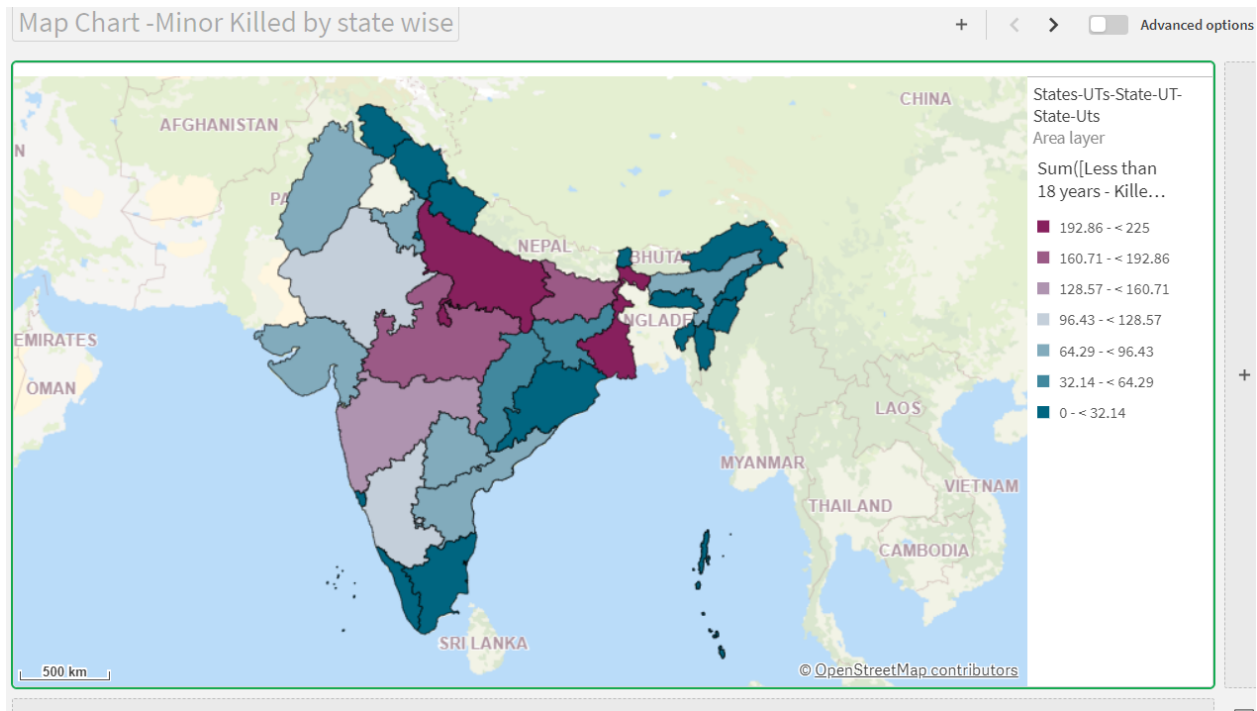 Map Chart -Minor Killed by state wise
Advanced options
CHINA
AFGHANISTAN
N
PA
NEPAL
BHUTA
NGLADE
EMIRATES
OMAN
LAOS
MYANMAR
VIETNAM
THAILAND
CAMBODIA
SRI LANKA
500 km
© OpenStreetMap contributors
States-UTs-State-UT-
State-Uts
Area layer
Sum([Less than
18 years - Kille…
192.86 - < 225
160.71 - < 192.86
128.57 - < 160.71
96.43 - < 128.57
64.29 - < 96.43
32.14 - < 64.29
0 - < 32.14